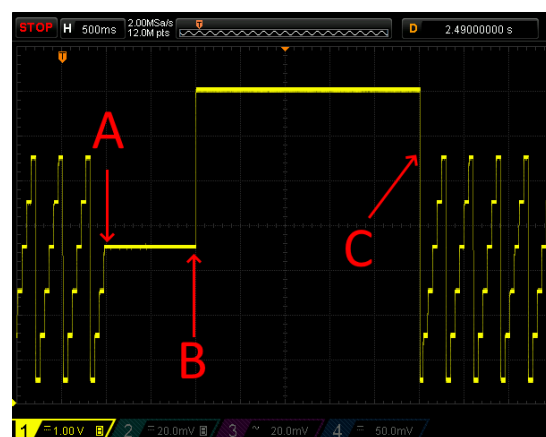 STOP H 500ms 2.00MSa/s 12.0M pts D 2.49000000 s
T
A
C
B
1 1.00 V B 2 20.0mV B 3 ~ 20.0mV 4 50.0mV